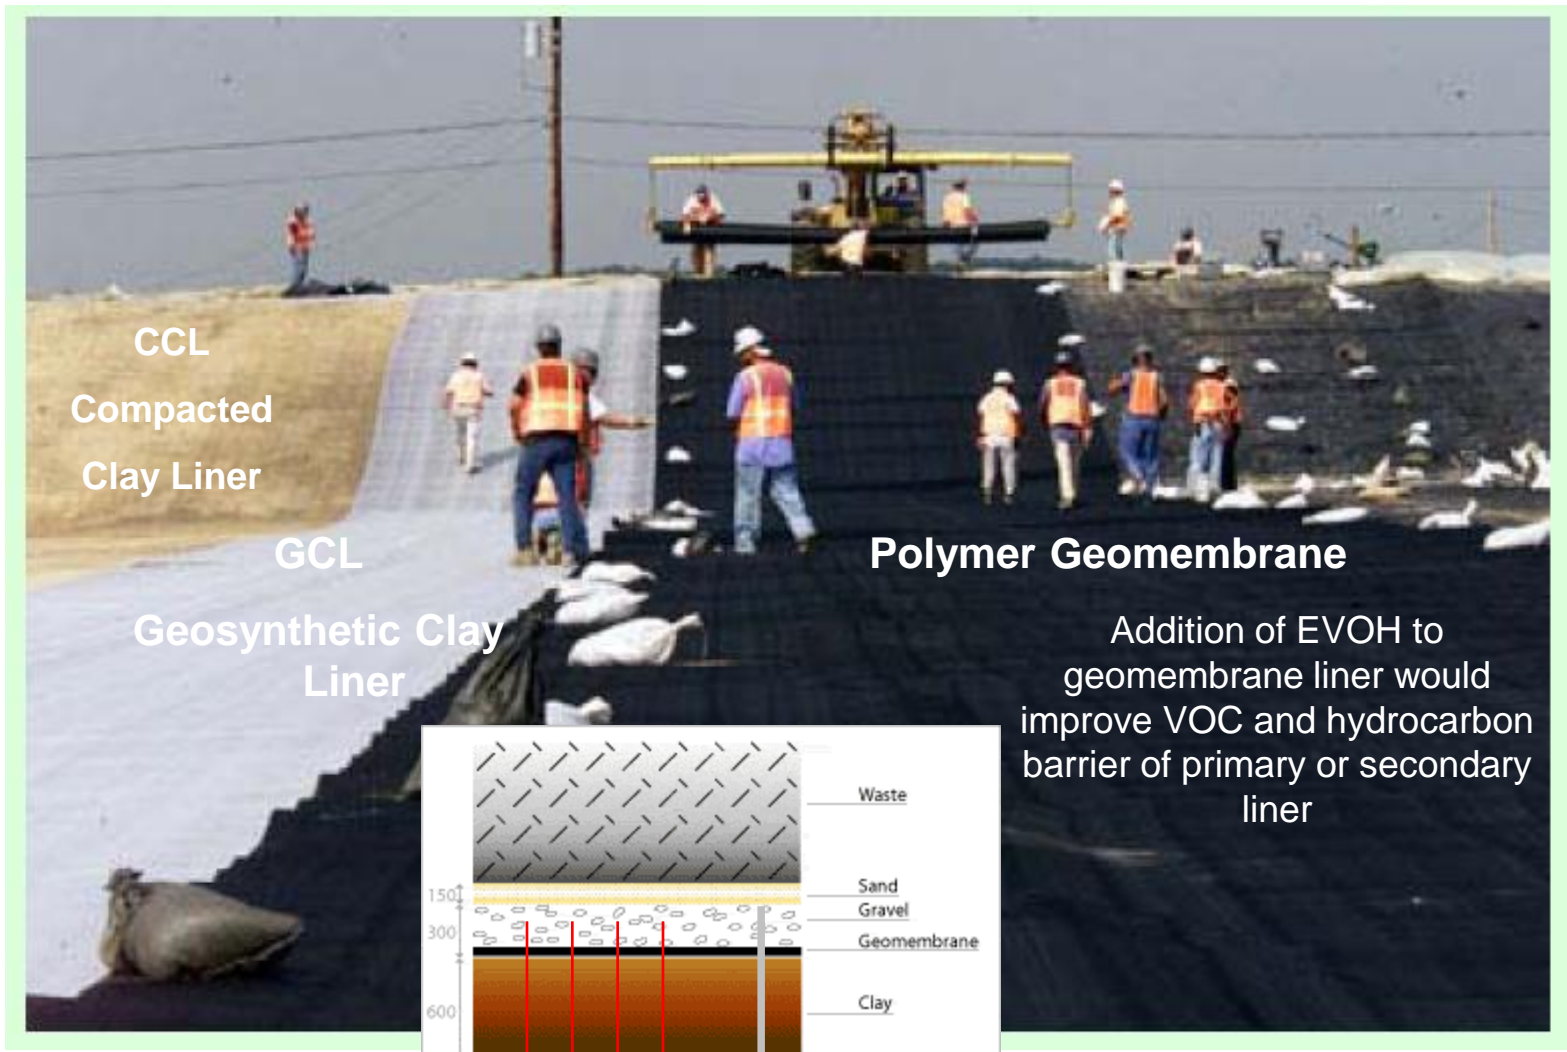 CCL
Compacted
Clay Liner
GCL
Geosynthetic Clay
Liner
Polymer Geomembrane
Addition of EVOH to
geomembrane liner would
improve VOC and hydrocarbon
barrier of primary or secondary
liner
Waste
Sand
Gravel
Geomembrane
Clay
150
300
600